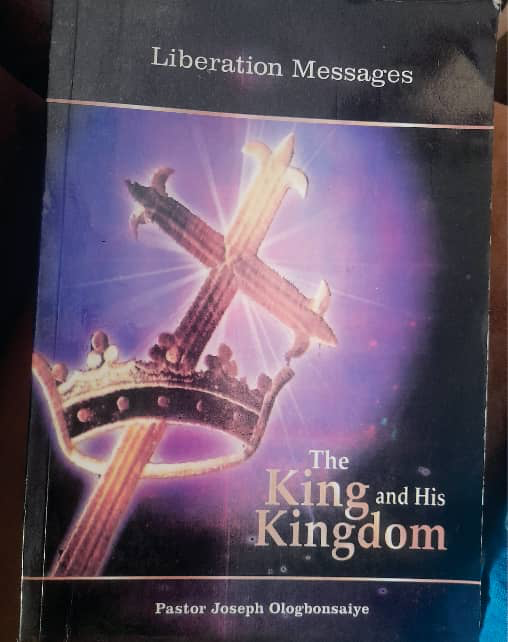 Liberation Messages
The
King and His
Kingdom
Pastor Joseph Ologbonsaiye